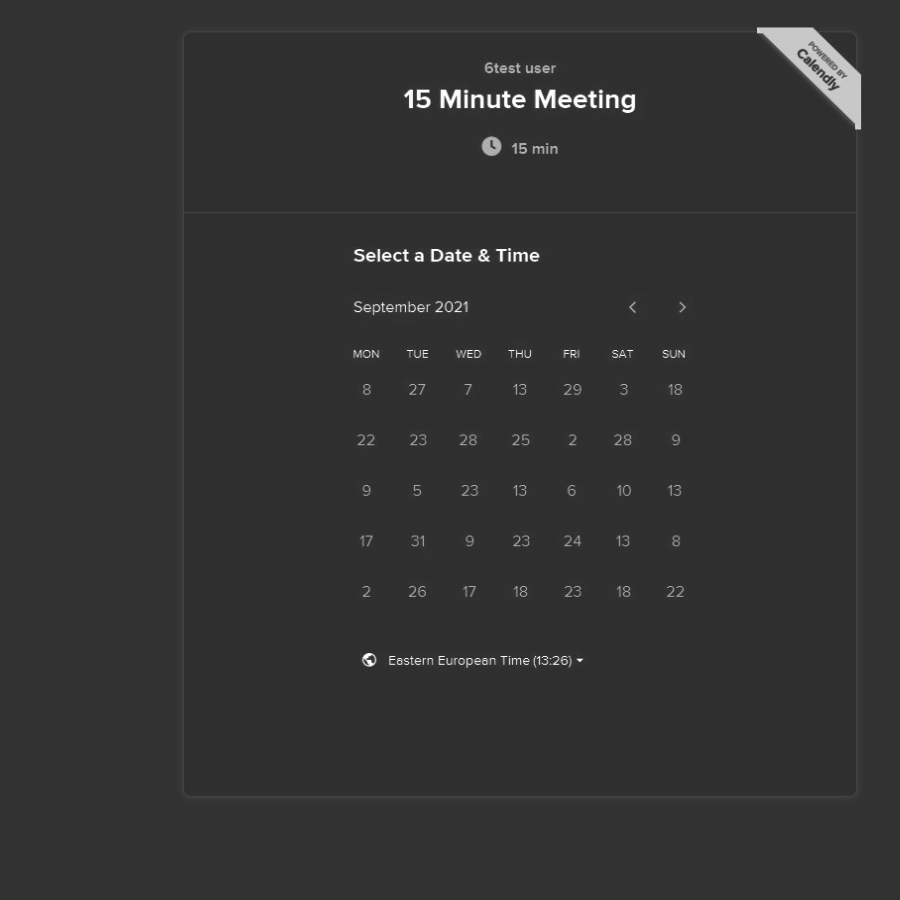 POWERED BY
Calendly
6test user
15 Minute Meeting
15 min
Select a Date & Time
September 2021
MON TUE WED THU FRI SAT SUN
8 27 7 13 29 3 18
22 23 28 25 2 28 9
9 5 23 13 6 10 13
17 31 9 23 24 13 8
2 26 17 18 23 18 22
Eastern European Time (13:26)